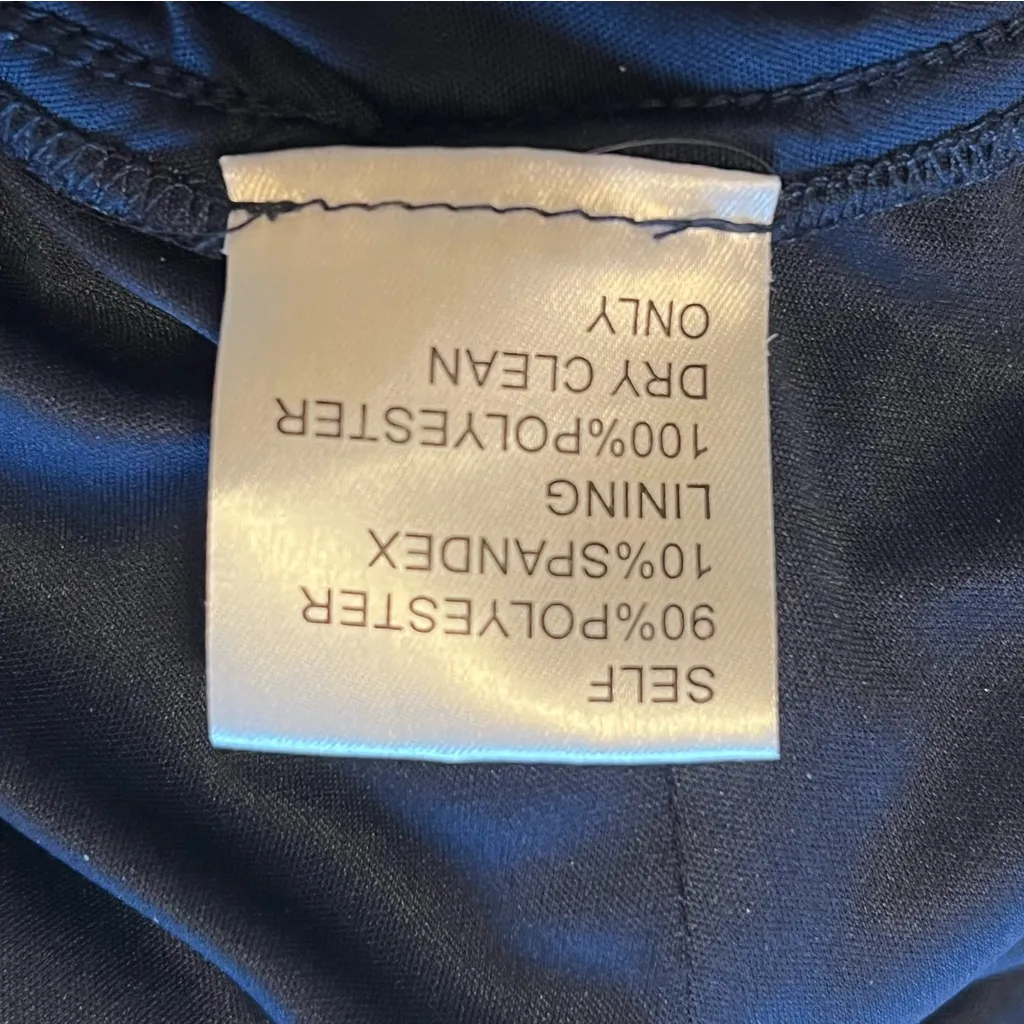 SELF
90%POLYESTER
10%SPANDEX
LINING
100%POLYESTER
DRY CLEAN
ONLY